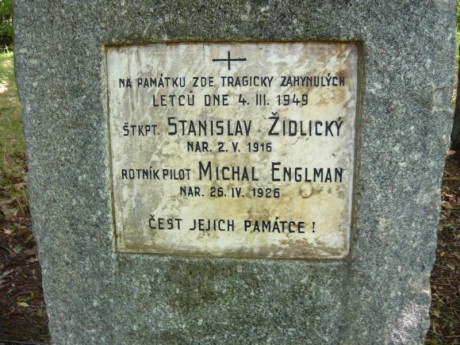 NA PAMÁTKU ZDE TRAGICKY ZAHYNULÝCH
LETCŮ DNE 4. III. 1949
ŠTKPT. STANISLAV ŽIDLICKÝ
NAR. 2. V. 1916
ROTNÍK PILOT MICHAL ENGLMAN
NAR. 26. IV. 1926
ČEST JEJICH PAMÁTCE !